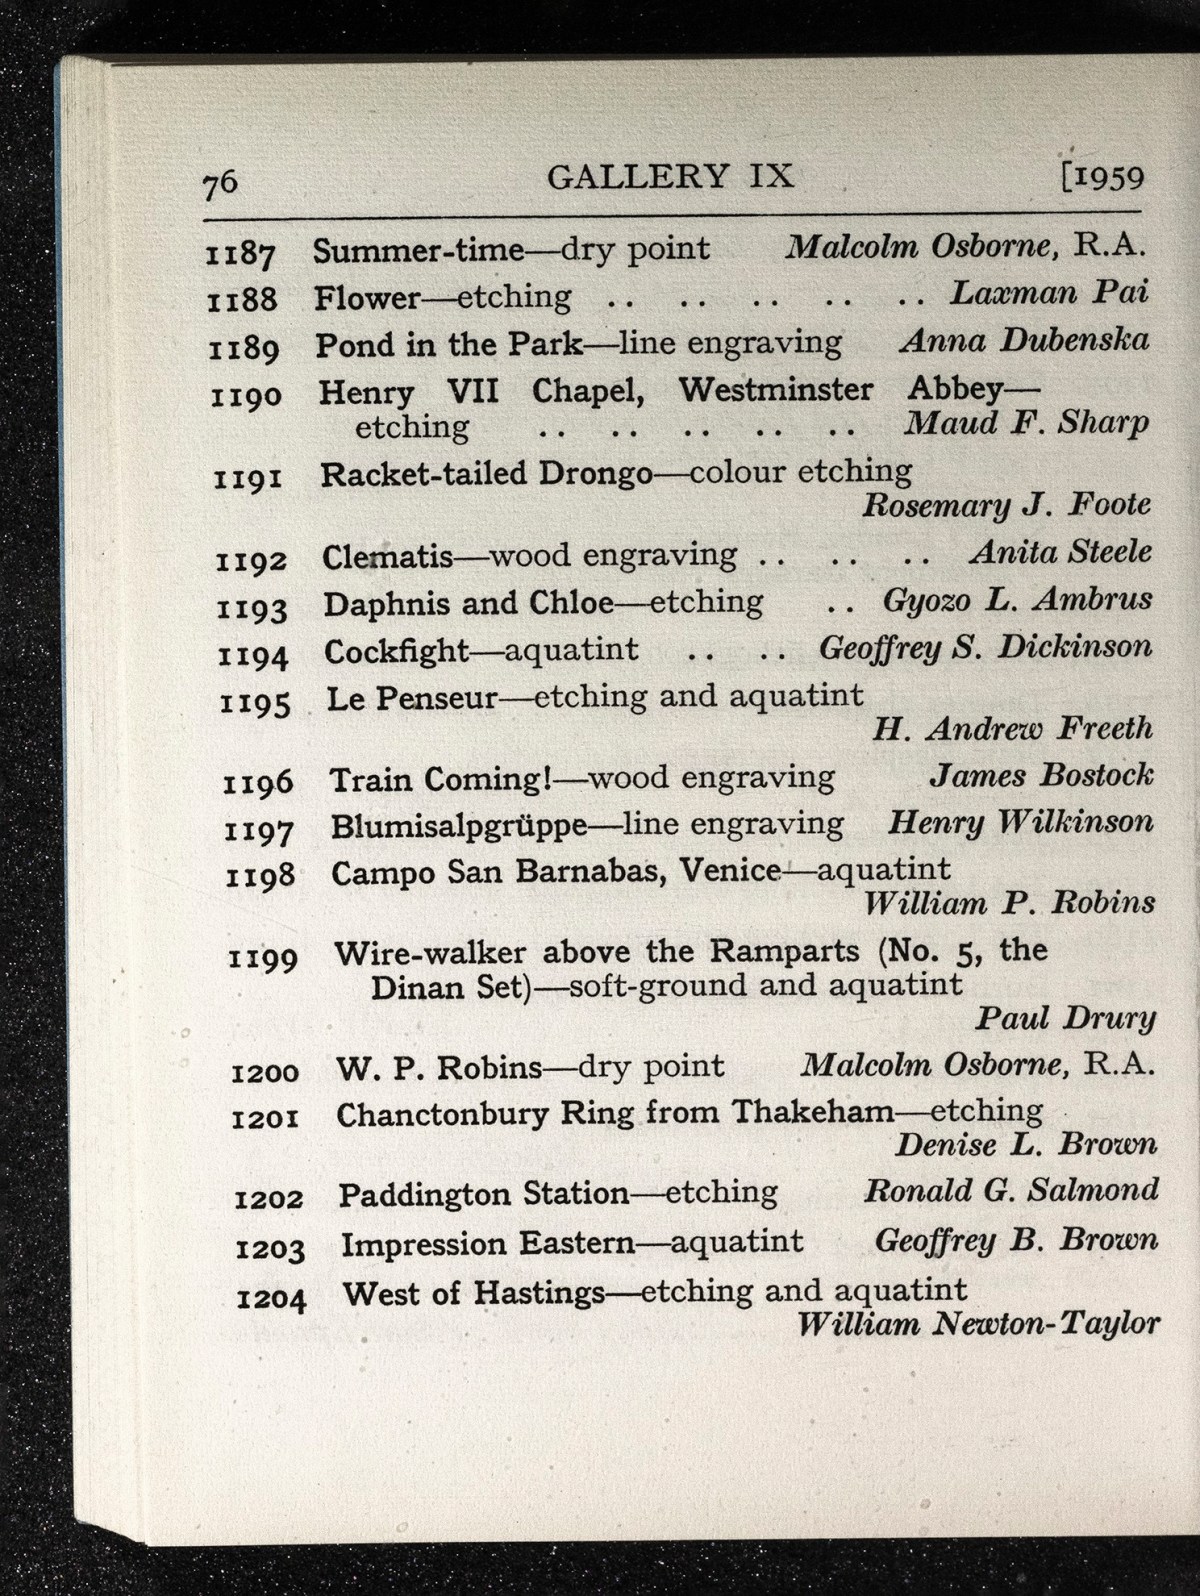 76 GALLERY IX [1959
1187 Summer-time—dry point Malcolm Osborne, R.A.
1188 Flower—etching .. .. .. .. .. Laxman Pai
1189 Pond in the Park—line engraving Anna Dubenska
1190 Henry VII Chapel, Westminster Abbey—
etching .. .. .. .. .. Maud F. Sharp
1191 Racket-tailed Drongo—colour etching
Rosemary J. Foote
1192 Clematis—wood engraving .. .. .. Anita Steele
1193 Daphnis and Chloe—etching .. Gyozo L. Ambrus
1194 Cockfight—aquatint .. .. Geoffrey S. Dickinson
1195 Le Penseur—etching and aquatint
H. Andrew Freeth
1196 Train Coming!—wood engraving James Bostock
1197 Blumisalpgrüppe—line engraving Henry Wilkinson
1198 Campo San Barnabas, Venice—aquatint
William P. Robins
1199 Wire-walker above the Ramparts (No. 5, the
Dinan Set)—soft-ground and aquatint
Paul Drury
1200 W. P. Robins—dry point Malcolm Osborne, R.A.
1201 Chanctonbury Ring from Thakeham—etching
Denise L. Brown
1202 Paddington Station—etching Ronald G. Salmond
1203 Impression Eastern—aquatint Geoffrey B. Brown
1204 West of Hastings—etching and aquatint
William Newton-Taylor